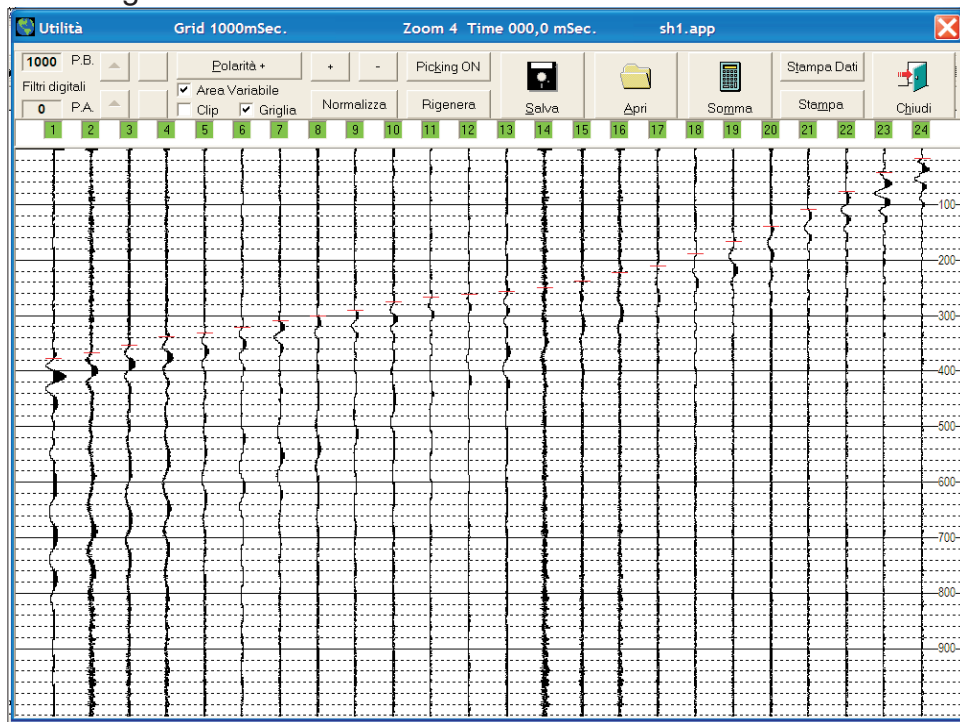 Utilità Grid 1000mSec. Zoom 4 Time 000,0 mSec. sh1.app
1000 P.B. Polarità + + - Picking ON Stampa Dati
Filtri digitali Area Variabile
0 P.A. Clip Griglia Normalizza Rigenera Salva Apri Somma Stampa Chiudi
1 2 3 4 5 6 7 8 9 10 11 12 13 14 15 16 17 18 19 20 21 22 23 24
100
200
300
400
500
600
700
800
900